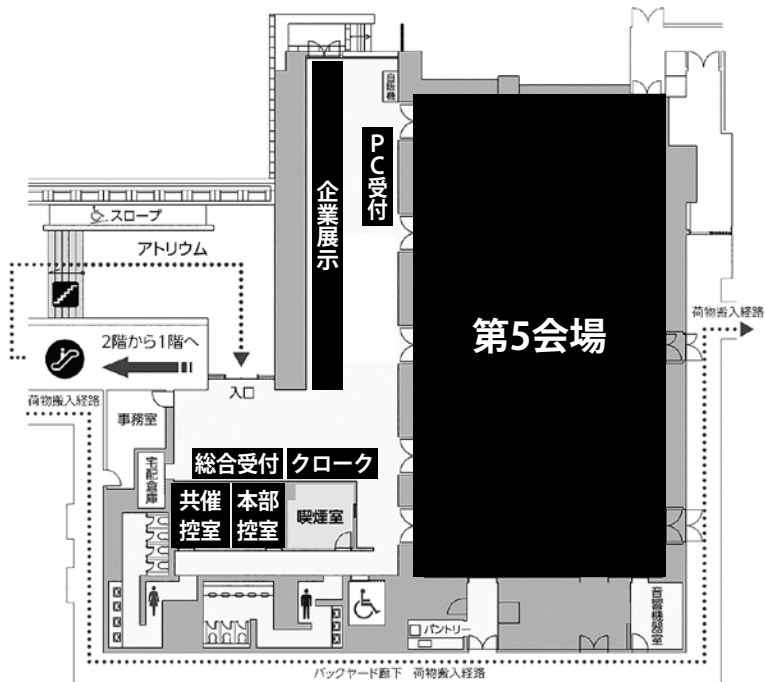 自販機
PC受付
企業展示
スロープ
アトリウム
荷物搬入経路
第5会場
2階から1階へ
入口
荷物搬入経路
事務室
総合受付
クローク
宅配倉庫
共催
控室
本部
控室
喫煙室
パントリー
音響機器室
バックヤード廊下 荷物搬入経路